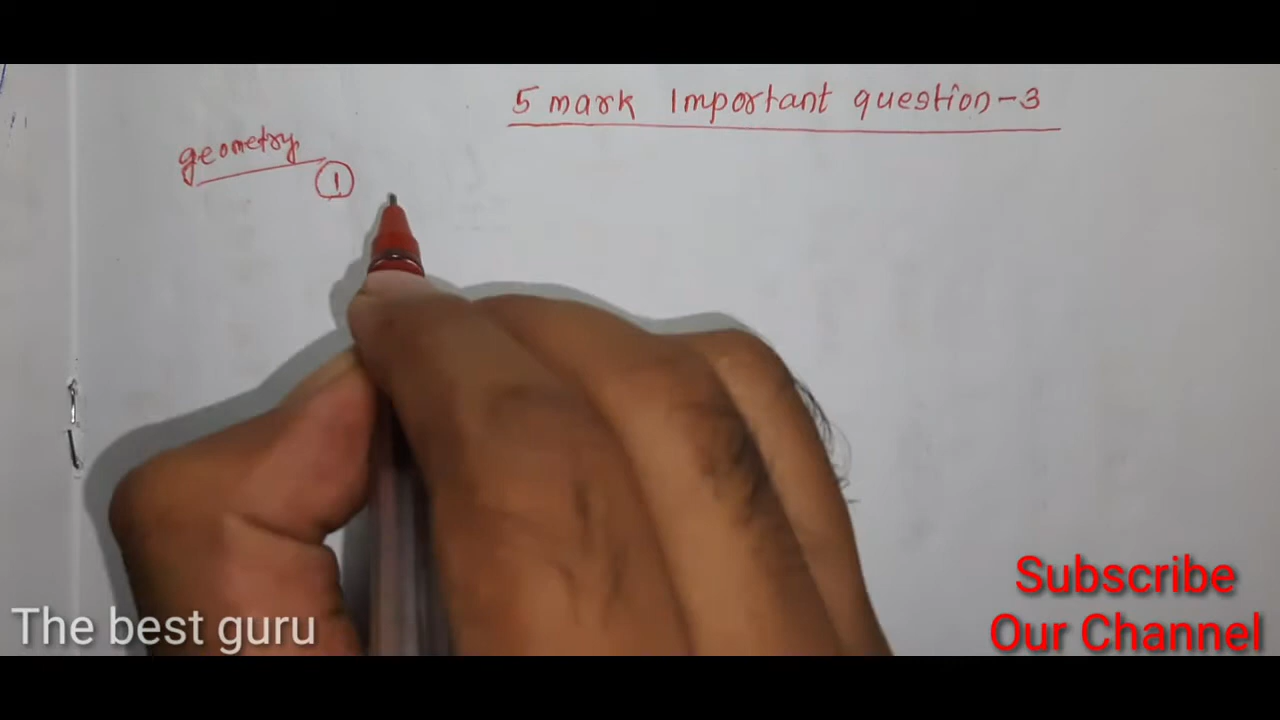 5 mark Important question-3
geometry
1
Subscribe
Our Channel
The best guru